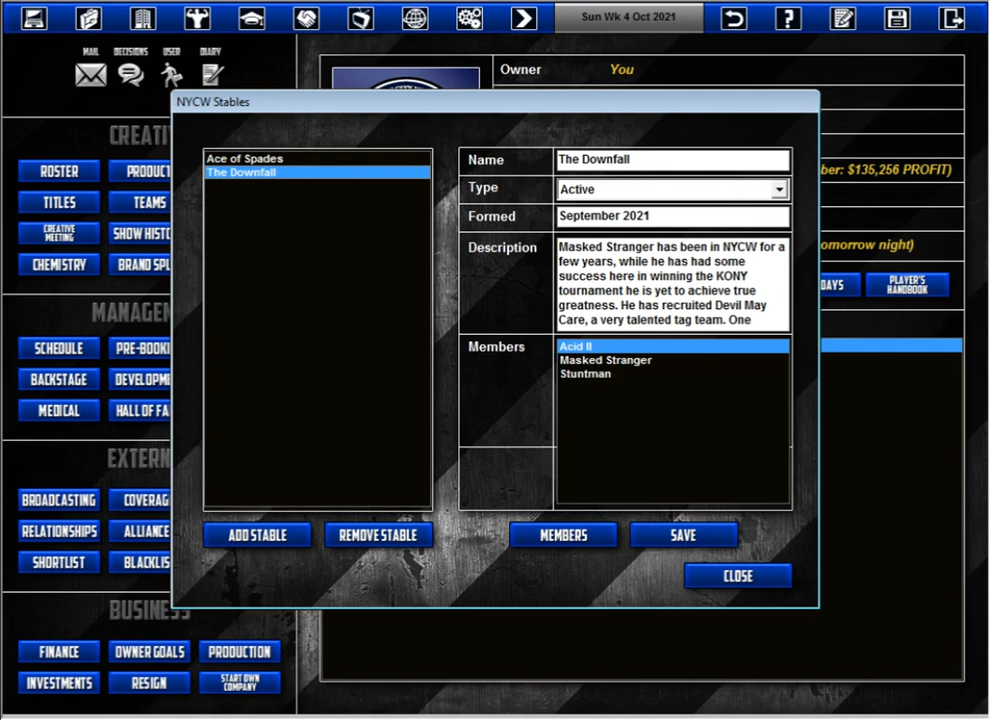 Sun Wk 4 Oct 2021
MAIL DECISIONS USER DIARY
Owner You
NYCW Stables
CREATI
ROSTER PRODUCT
TITLES TEAMS
CREATIVE MEETING SHOW HISTO
CHEMISTRY BRAND SPL
MANAGEM
SCHEDULE PRE-BOOKI
BACKSTAGE DEVELOPME
MEDICAL HALL OF FA
EXTERN
BROADCASTING COVERAG
RELATIONSHIPS ALLIANCE
SHORTLIST BLACKLIS
BUSINESS
FINANCE OWNER GOALS PRODUCTION
INVESTMENTS RESIGN START OWN COMPANY
Ace of Spades
The Downfall
Name The Downfall
Type Active
Formed September 2021
Description Masked Stranger has been in NYCW for a
few years, while he has had some
success here in winning the KONY
tournament he is yet to achieve true
greatness. He has recruited Devil May
Care, a very talented tag team. One
Members Acid II
Masked Stranger
Stuntman
ADD STABLE REMOVE STABLE MEMBERS SAVE
CLOSE
ber: $135,256 PROFIT)
omorrow night)
DAYS PLAYER'S HANDBOOK